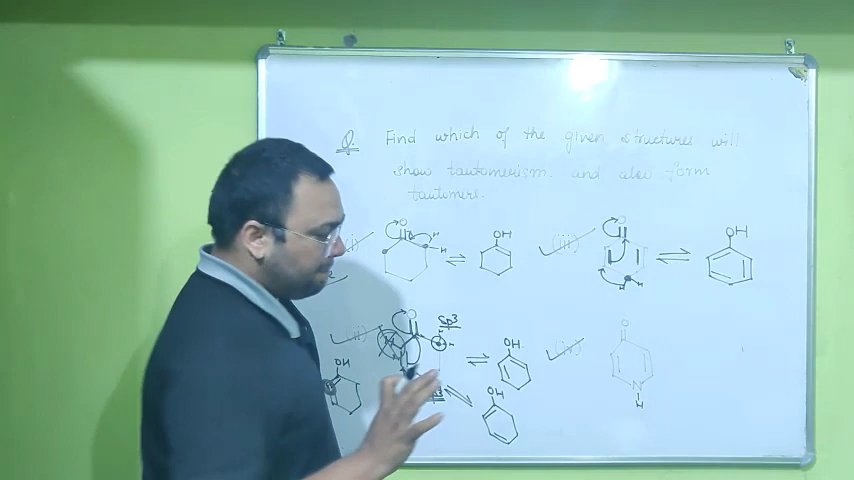 Q. Find which of the given structures will
show tautomerism and also form
tautomers.
(i) O H H OH
(iii) O H H OH
(ii) O sp3 H OH
OH
OH
(iv) O N H